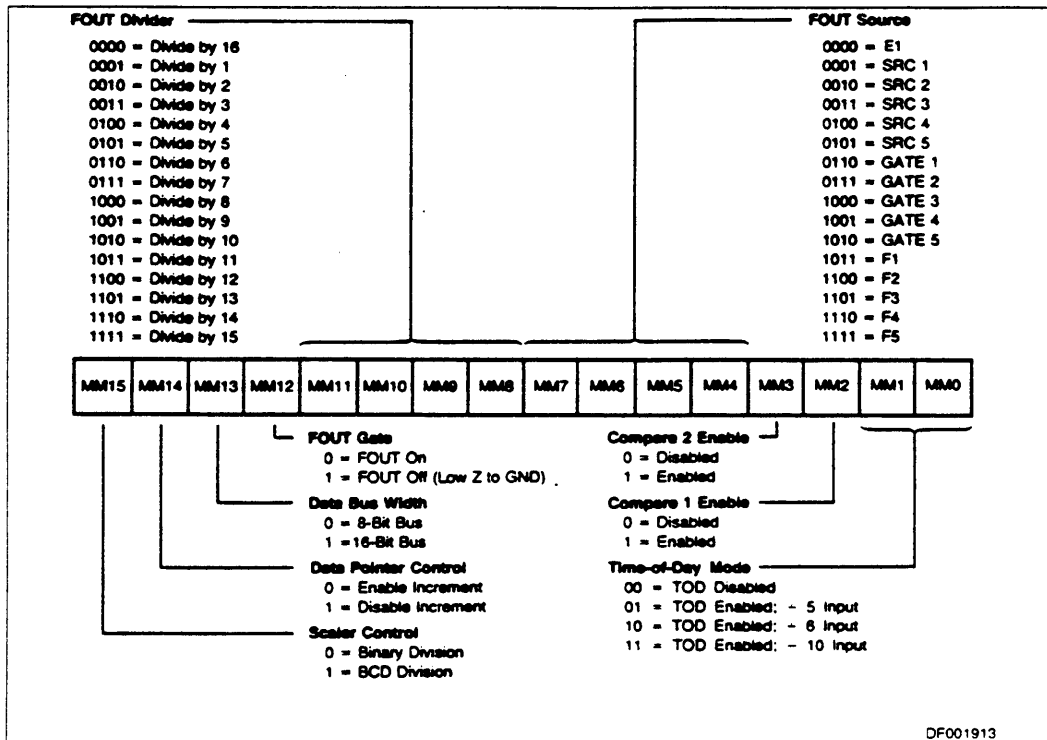 FOUT Divider
0000 = Divide by 16
0001 = Divide by 1
0010 = Divide by 2
0011 = Divide by 3
0100 = Divide by 4
0101 = Divide by 5
0110 = Divide by 6
0111 = Divide by 7
1000 = Divide by 8
1001 = Divide by 9
1010 = Divide by 10
1011 = Divide by 11
1100 = Divide by 12
1101 = Divide by 13
1110 = Divide by 14
1111 = Divide by 15
FOUT Source
0000 = E1
0001 = SRC 1
0010 = SRC 2
0011 = SRC 3
0100 = SRC 4
0101 = SRC 5
0110 = GATE 1
0111 = GATE 2
1000 = GATE 3
1001 = GATE 4
1010 = GATE 5
1011 = F1
1100 = F2
1101 = F3
1110 = F4
1111 = F5
MM15 MM14 MM13 MM12 MM11 MM10 MM9 MM8 MM7 MM6 MM5 MM4 MM3 MM2 MM1 MM0
FOUT Gate
0 = FOUT On
1 = FOUT Off (Low Z to GND)
Data Bus Width
0 = 8-Bit Bus
1 =16-Bit Bus
Data Pointer Control
0 = Enable Increment
1 = Disable Increment
Scaler Control
0 = Binary Division
1 = BCD Division
Compare 2 Enable
0 = Disabled
1 = Enabled
Compare 1 Enable
0 = Disabled
1 = Enabled
Time-of-Day Mode
00 = TOD Disabled
01 = TOD Enabled; ÷ 5 Input
10 = TOD Enabled; ÷ 6 Input
11 = TOD Enabled; ÷ 10 Input
DF001913